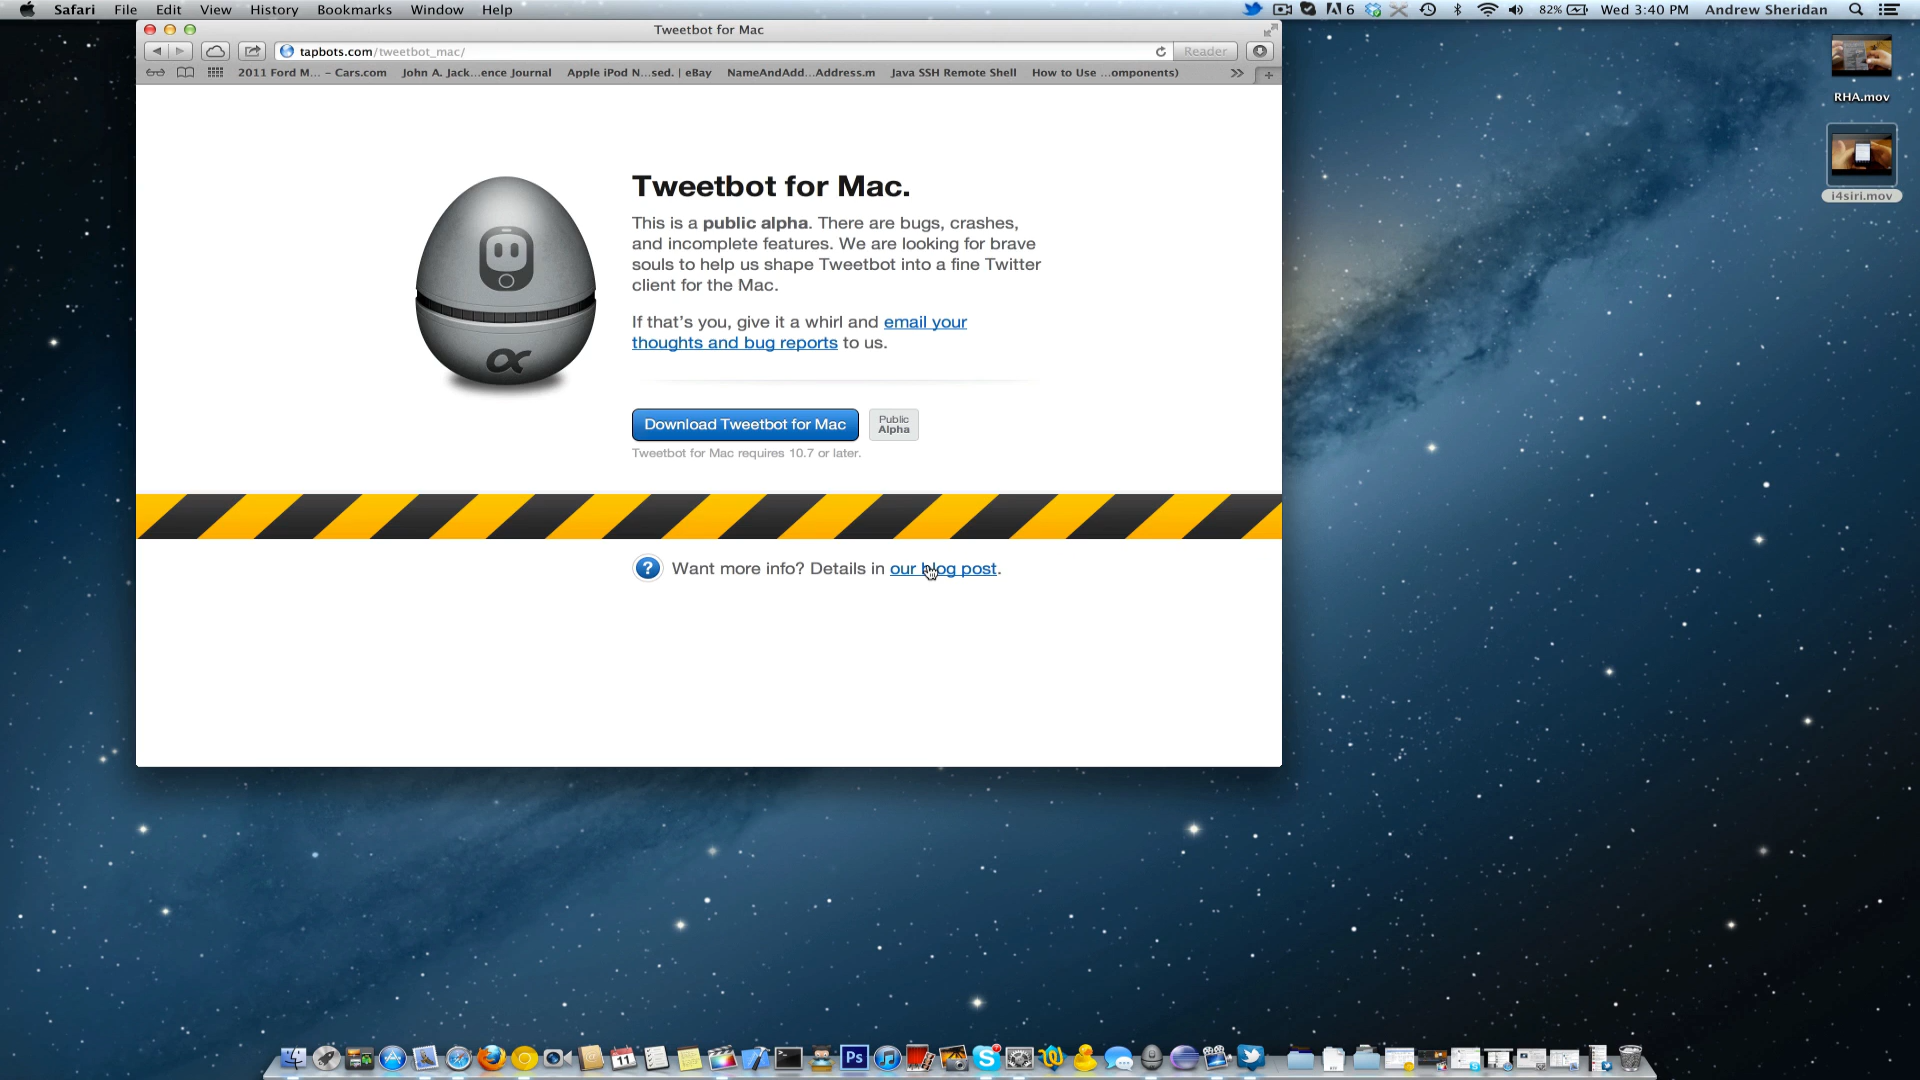 Safari File Edit View History Bookmarks Window Help
6 82% Wed 3:40 PM Andrew Sheridan
Tweetbot for Mac
tapbots.com/tweetbot_mac/
Reader
2011 Ford M... – Cars.com John A. Jack...ence Journal Apple iPod N...sed. | eBay NameAndAdd...Address.m Java SSH Remote Shell How to Use ...omponents)
RHA.mov
i4siri.mov
Tweetbot for Mac.
This is a public alpha. There are bugs, crashes,
and incomplete features. We are looking for brave
souls to help us shape Tweetbot into a fine Twitter
client for the Mac.
If that's you, give it a whirl and email your
thoughts and bug reports to us.
Download Tweetbot for Mac
Public
Alpha
Tweetbot for Mac requires 10.7 or later.
? Want more info? Details in our blog post.
11
Ps